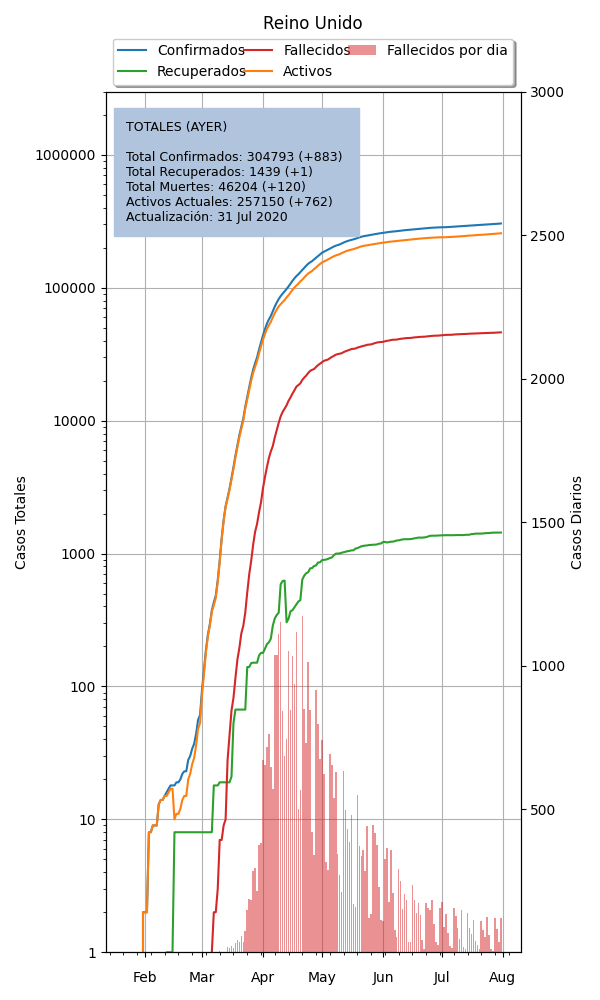 Reino Unido
Confirmados
Recuperados
Fallecidos
Activos
Fallecidos por dia
TOTALES (AYER)
Total Confirmados: 304793 (+883)
Total Recuperados: 1439 (+1)
Total Muertes: 46204 (+120)
Activos Actuales: 257150 (+762)
Actualización: 31 Jul 2020
Casos Totales
1000000
100000
10000
1000
100
10
1
Casos Diarios
3000
2500
2000
1500
1000
500
Feb
Mar
Apr
May
Jun
Jul
Aug